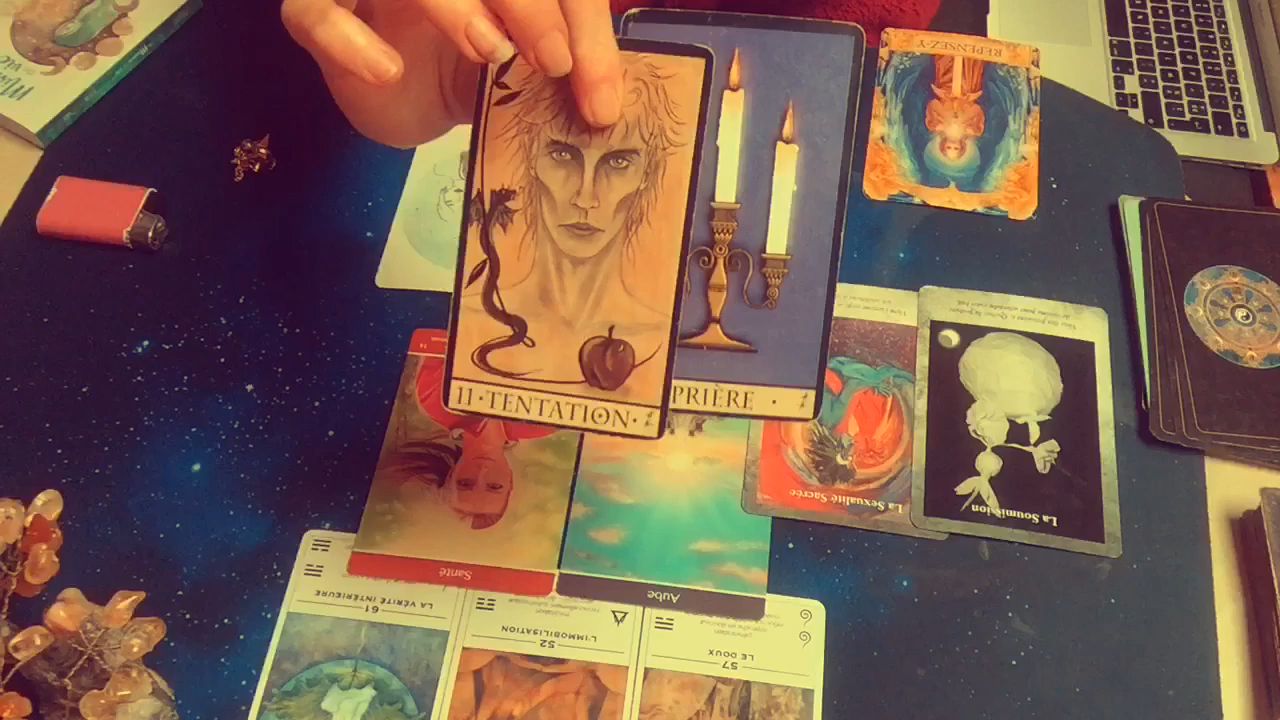 REPENSEZ-Y
11 • TENTATION •
PRIÈRE •
La Sexualité Sacrée
La Soumission
Santé
Aube
LA VÉRITÉ INTÉRIEURE
61
L'IMMOBILISATION
52
LE DOUX
57